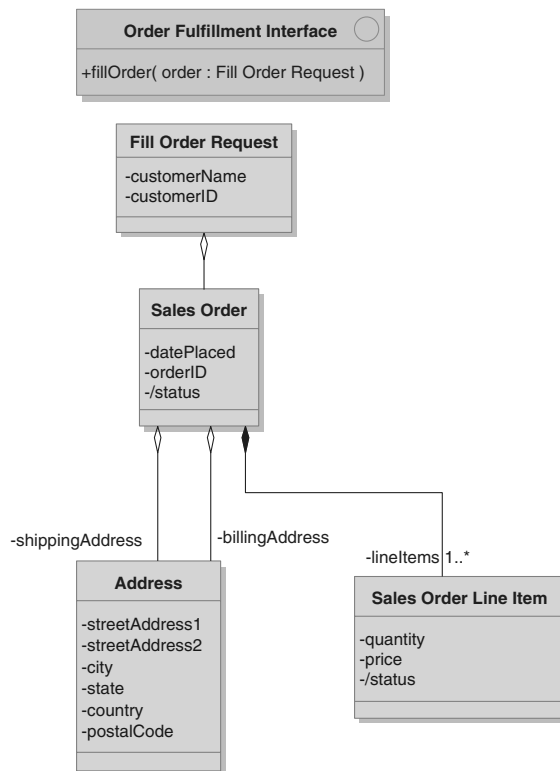 Order Fulfillment Interface
+fillOrder( order : Fill Order Request )
Fill Order Request
-customerName
-customerID
Sales Order
-datePlaced
-orderID
-/status
-shippingAddress
-billingAddress
-lineItems 1..*
Address
-streetAddress1
-streetAddress2
-city
-state
-country
-postalCode
Sales Order Line Item
-quantity
-price
-/status